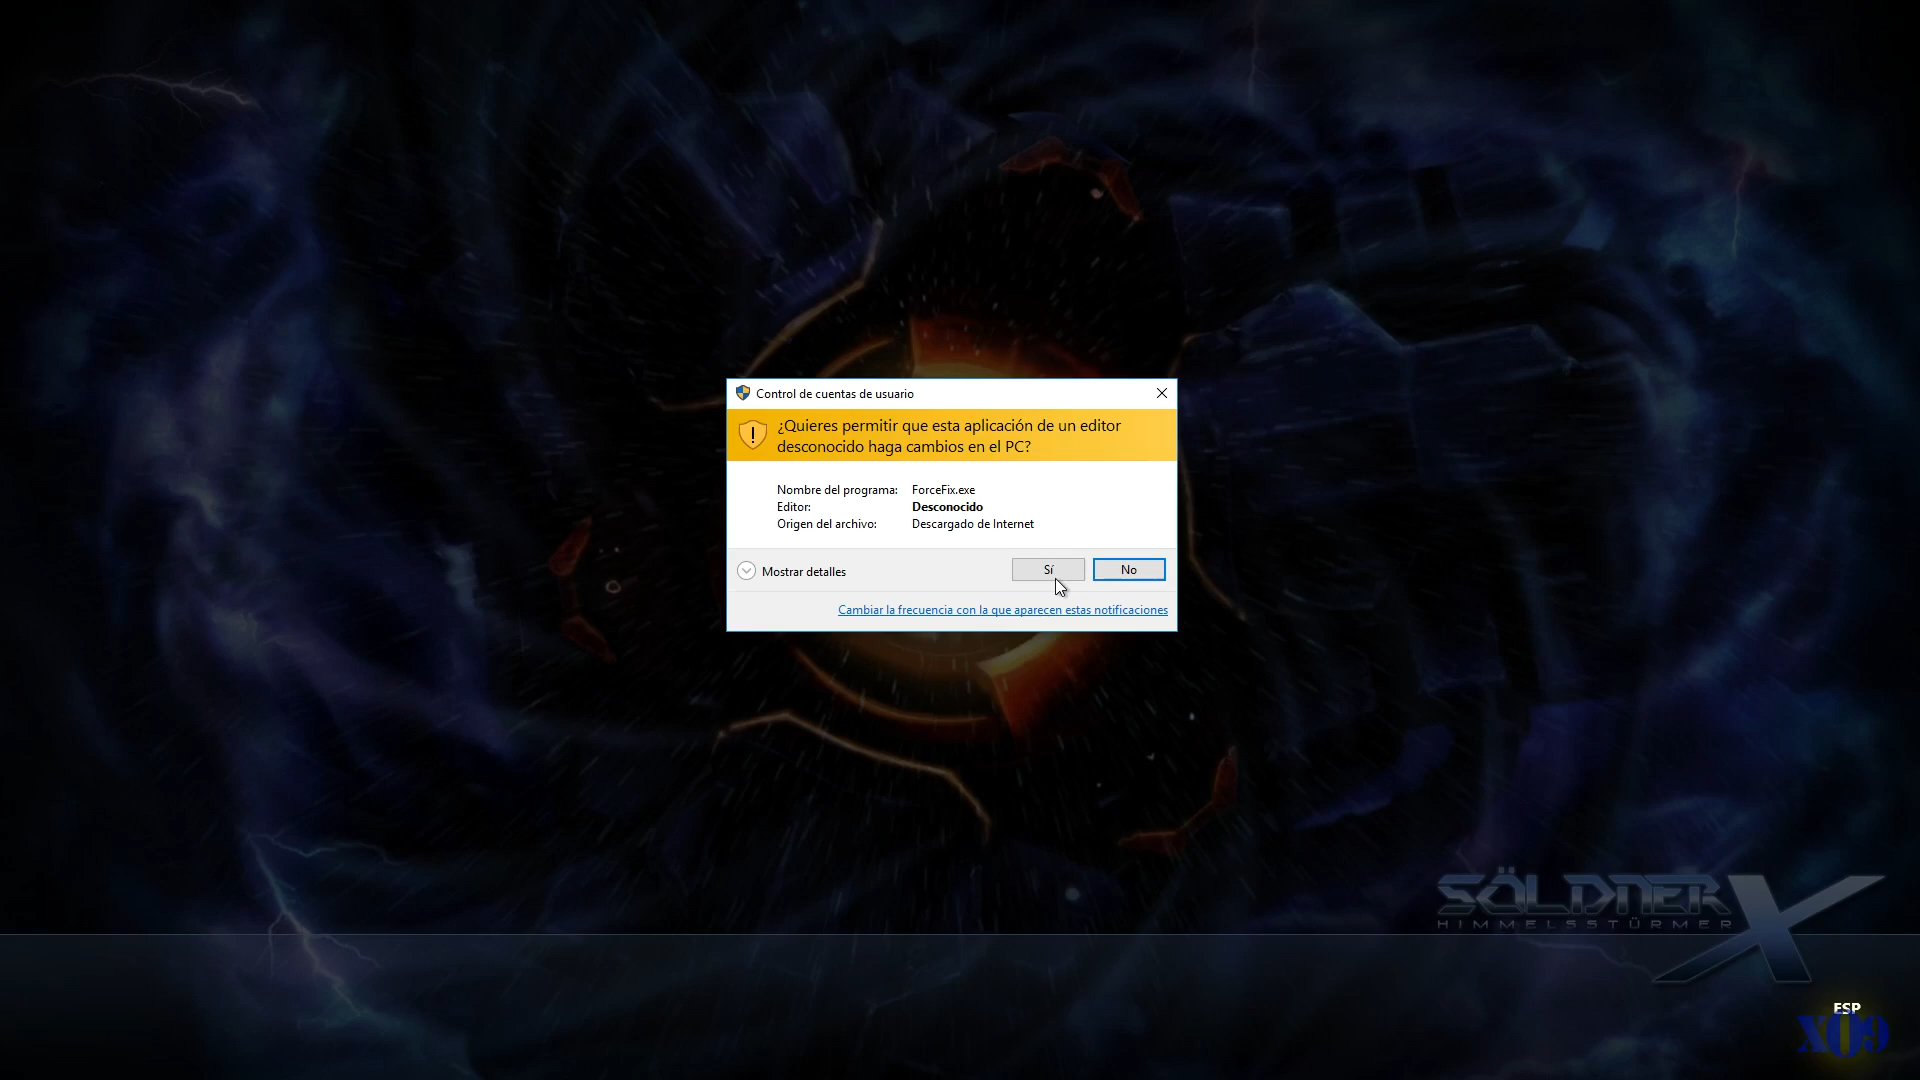 Control de cuentas de usuario
¿Quieres permitir que esta aplicación de un editor
desconocido haga cambios en el PC?
Nombre del programa: ForceFix.exe
Editor: Desconocido
Origen del archivo: Descargado de Internet
Mostrar detalles
Sí
No
Cambiar la frecuencia con la que aparecen estas notificaciones
SÖLDNER X
HIMMELSSTÜRMER
ESP
X09